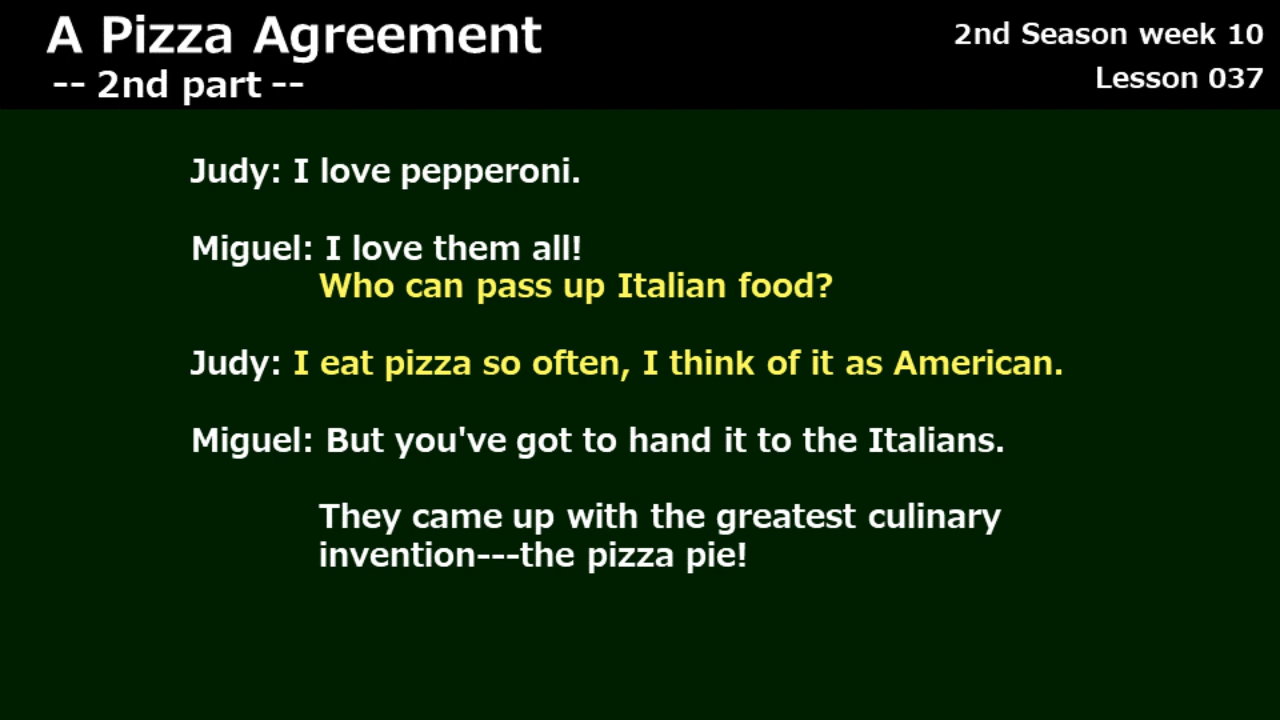 A Pizza Agreement
-- 2nd part --
2nd Season week 10
Lesson 037
Judy: I love pepperoni.
Miguel: I love them all!
Who can pass up Italian food?
Judy: I eat pizza so often, I think of it as American.
Miguel: But you've got to hand it to the Italians.
They came up with the greatest culinary
invention---the pizza pie!